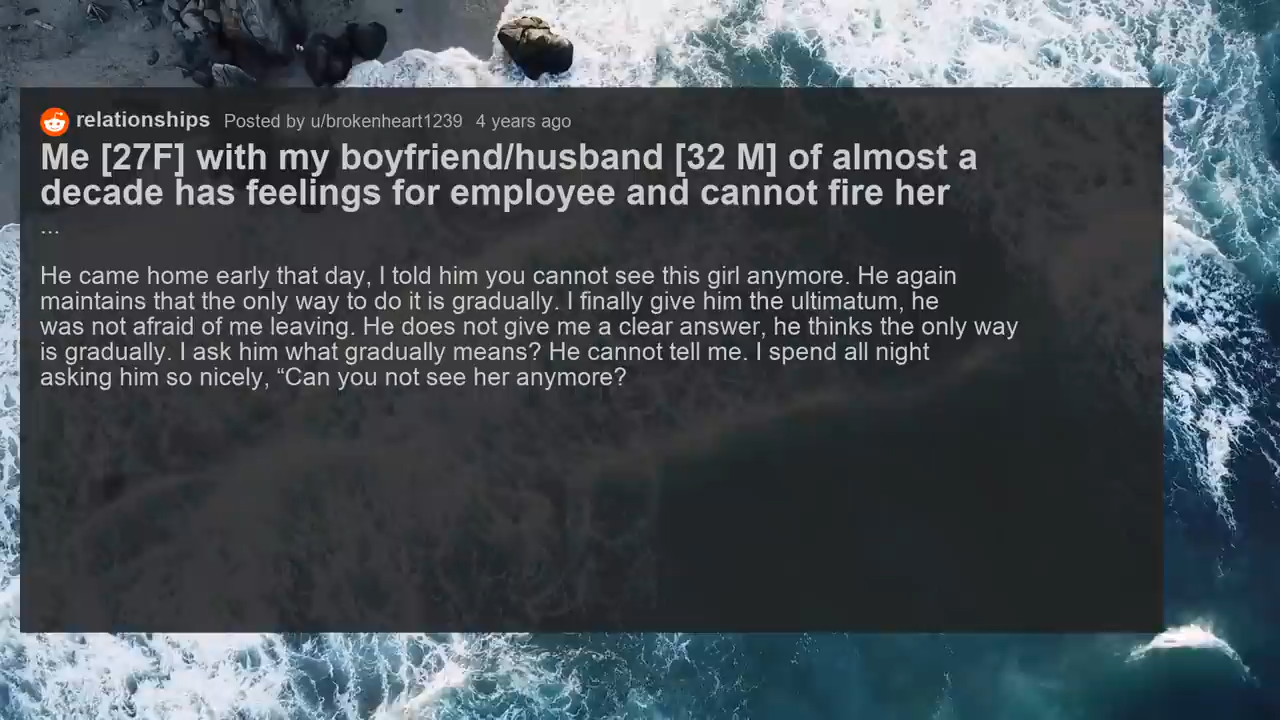 relationships Posted by u/brokenheart1239 4 years ago
Me [27F] with my boyfriend/husband [32 M] of almost a
decade has feelings for employee and cannot fire her
...
He came home early that day, I told him you cannot see this girl anymore. He again
maintains that the only way to do it is gradually. I finally give him the ultimatum, he
was not afraid of me leaving. He does not give me a clear answer, he thinks the only way
is gradually. I ask him what gradually means? He cannot tell me. I spend all night
asking him so nicely, “Can you not see her anymore?